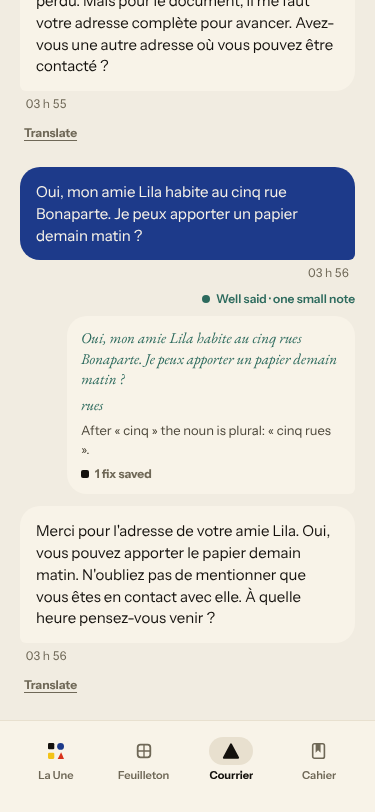 perdu. Mais pour le document, il me faut
votre adresse complète pour avancer. Avez-
vous une autre adresse où vous pouvez être
contacté ?
03 h 55
Translate
Oui, mon amie Lila habite au cinq rue
Bonaparte. Je peux apporter un papier
demain matin ?
03 h 56
Well said · one small note
Oui, mon amie Lila habite au cinq rues
Bonaparte. Je peux apporter un papier demain
matin ?
rues
After « cinq » the noun is plural: « cinq rues
».
1 fix saved
Merci pour l'adresse de votre amie Lila. Oui,
vous pouvez apporter le papier demain
matin. N'oubliez pas de mentionner que
vous êtes en contact avec elle. À quelle
heure pensez-vous venir ?
03 h 56
Translate
La Une
Feuilleton
Courrier
Cahier